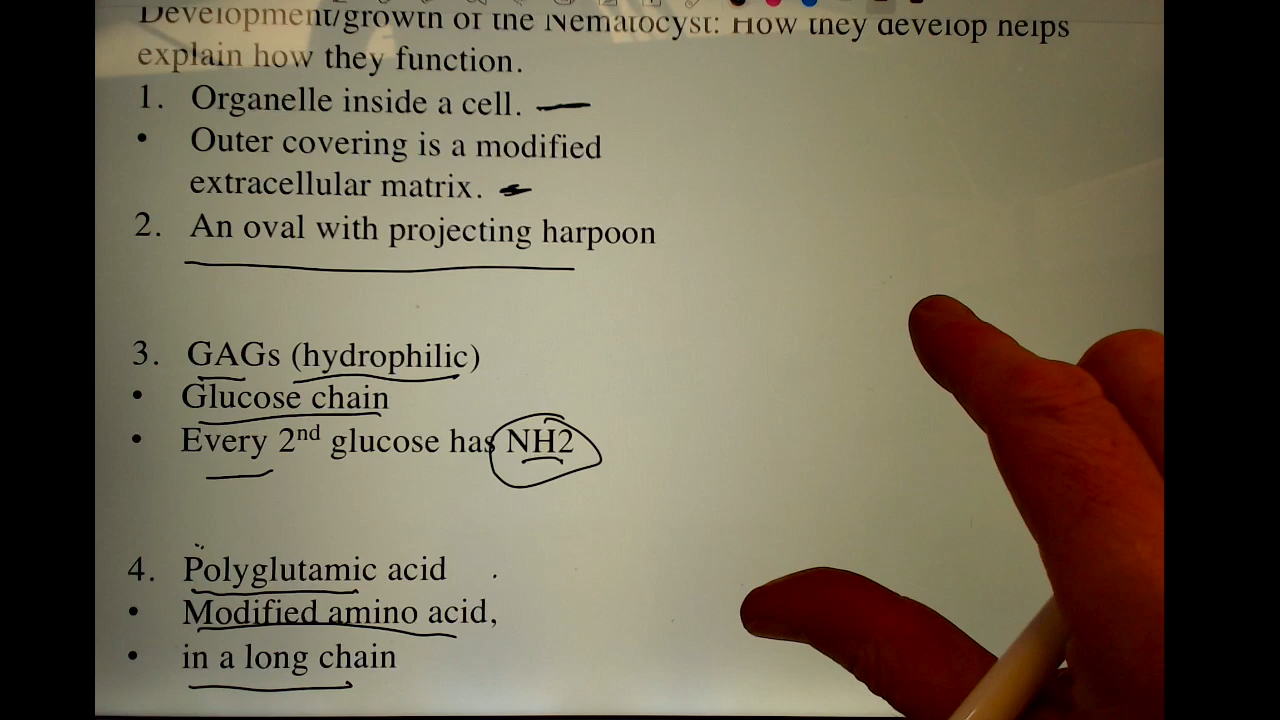 Development/growth of the Nematocyst: How they develop helps
explain how they function.
1. Organelle inside a cell.
• Outer covering is a modified
extracellular matrix.
2. An oval with projecting harpoon
3. GAGs (hydrophilic)
• Glucose chain
• Every 2nd glucose has NH2
4. Polyglutamic acid
• Modified amino acid,
• in a long chain